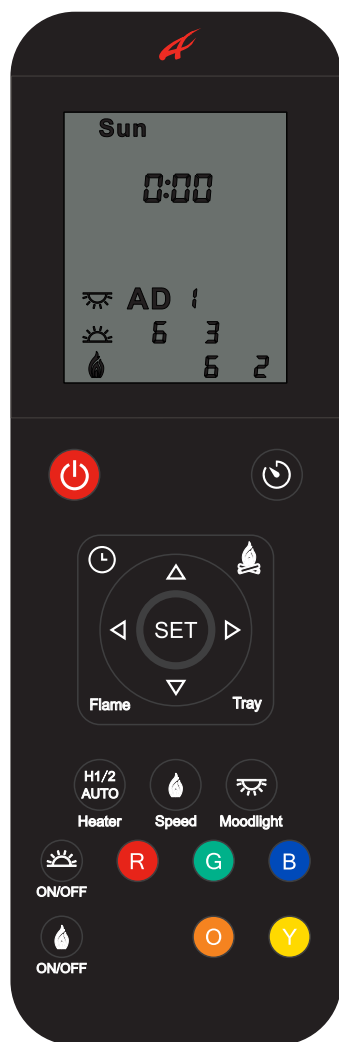 Sun
0:00
AD 1
6 3
6 2
SET
Flame Tray
H1/2
AUTO
Heater Speed Moodlight
R G B
ON/OFF
O Y
ON/OFF